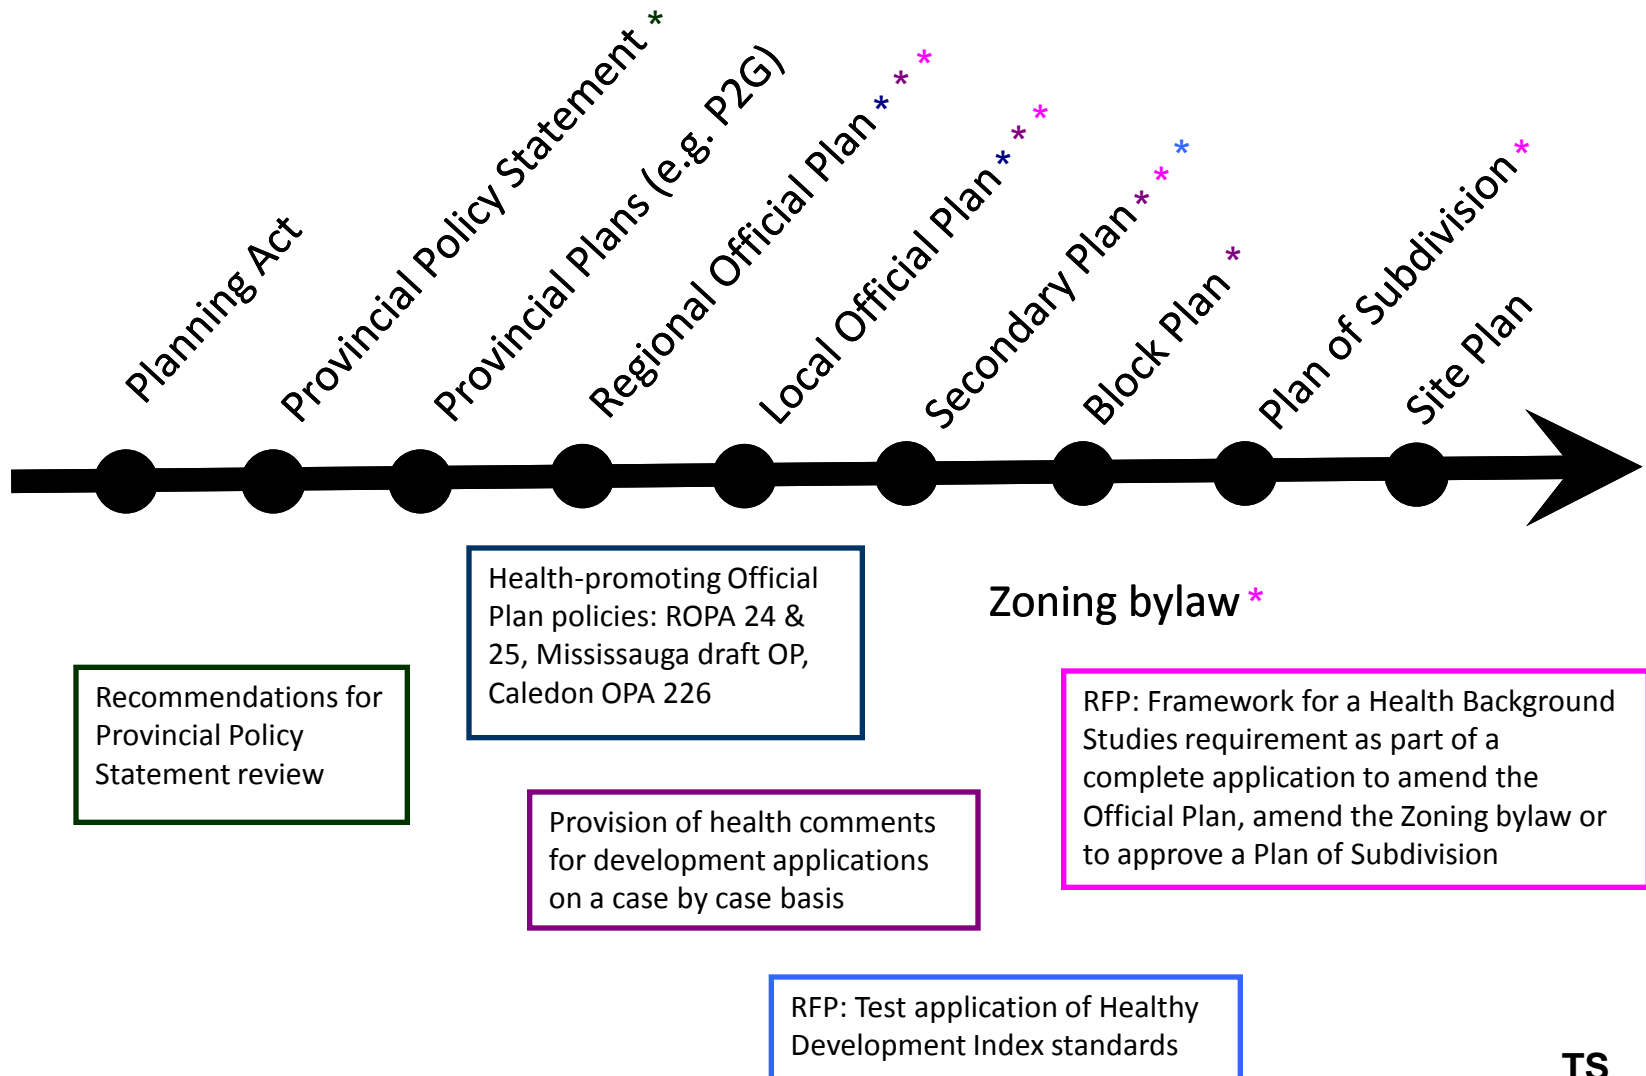 Planning Act
Provincial Policy Statement *
Provincial Plans (e.g. P2G)
Regional Official Plan * * *
Local Official Plan * * *
Secondary Plan * * *
Block Plan *
Plan of Subdivision *
Site Plan
Health-promoting Official
Plan policies: ROPA 24 &
25, Mississauga draft OP,
Caledon OPA 226
Zoning bylaw *
Recommendations for
Provincial Policy
Statement review
RFP: Framework for a Health Background
Studies requirement as part of a
complete application to amend the
Official Plan, amend the Zoning bylaw or
to approve a Plan of Subdivision
Provision of health comments
for development applications
on a case by case basis
RFP: Test application of Healthy
Development Index standards
TS